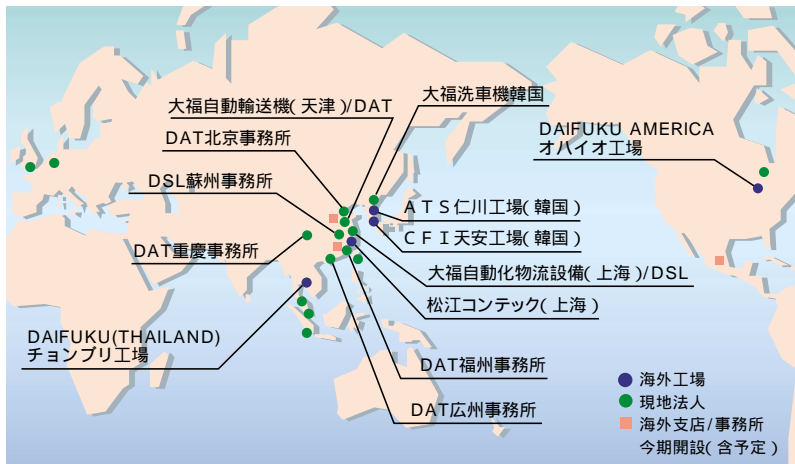 大福自動輸送機(天津)/DAT
大福洗車機韓国
DAT北京事務所
DAIFUKU AMERICA
オハイオ工場
DSL蘇州事務所
ATS仁川工場(韓国)
CFI天安工場(韓国)
DAT重慶事務所
大福自動化物流設備(上海)/DSL
松江コンテック(上海)
DAIFUKU(THAILAND)
チョンブリ工場
DAT福州事務所
DAT広州事務所
海外工場
現地法人
海外支店/事務所
今期開設(含予定)